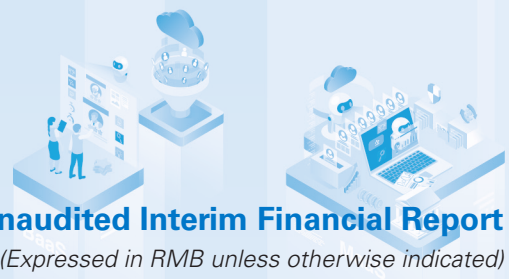 naudited Interim Financial Report
(Expressed in RMB unless otherwise indicated)